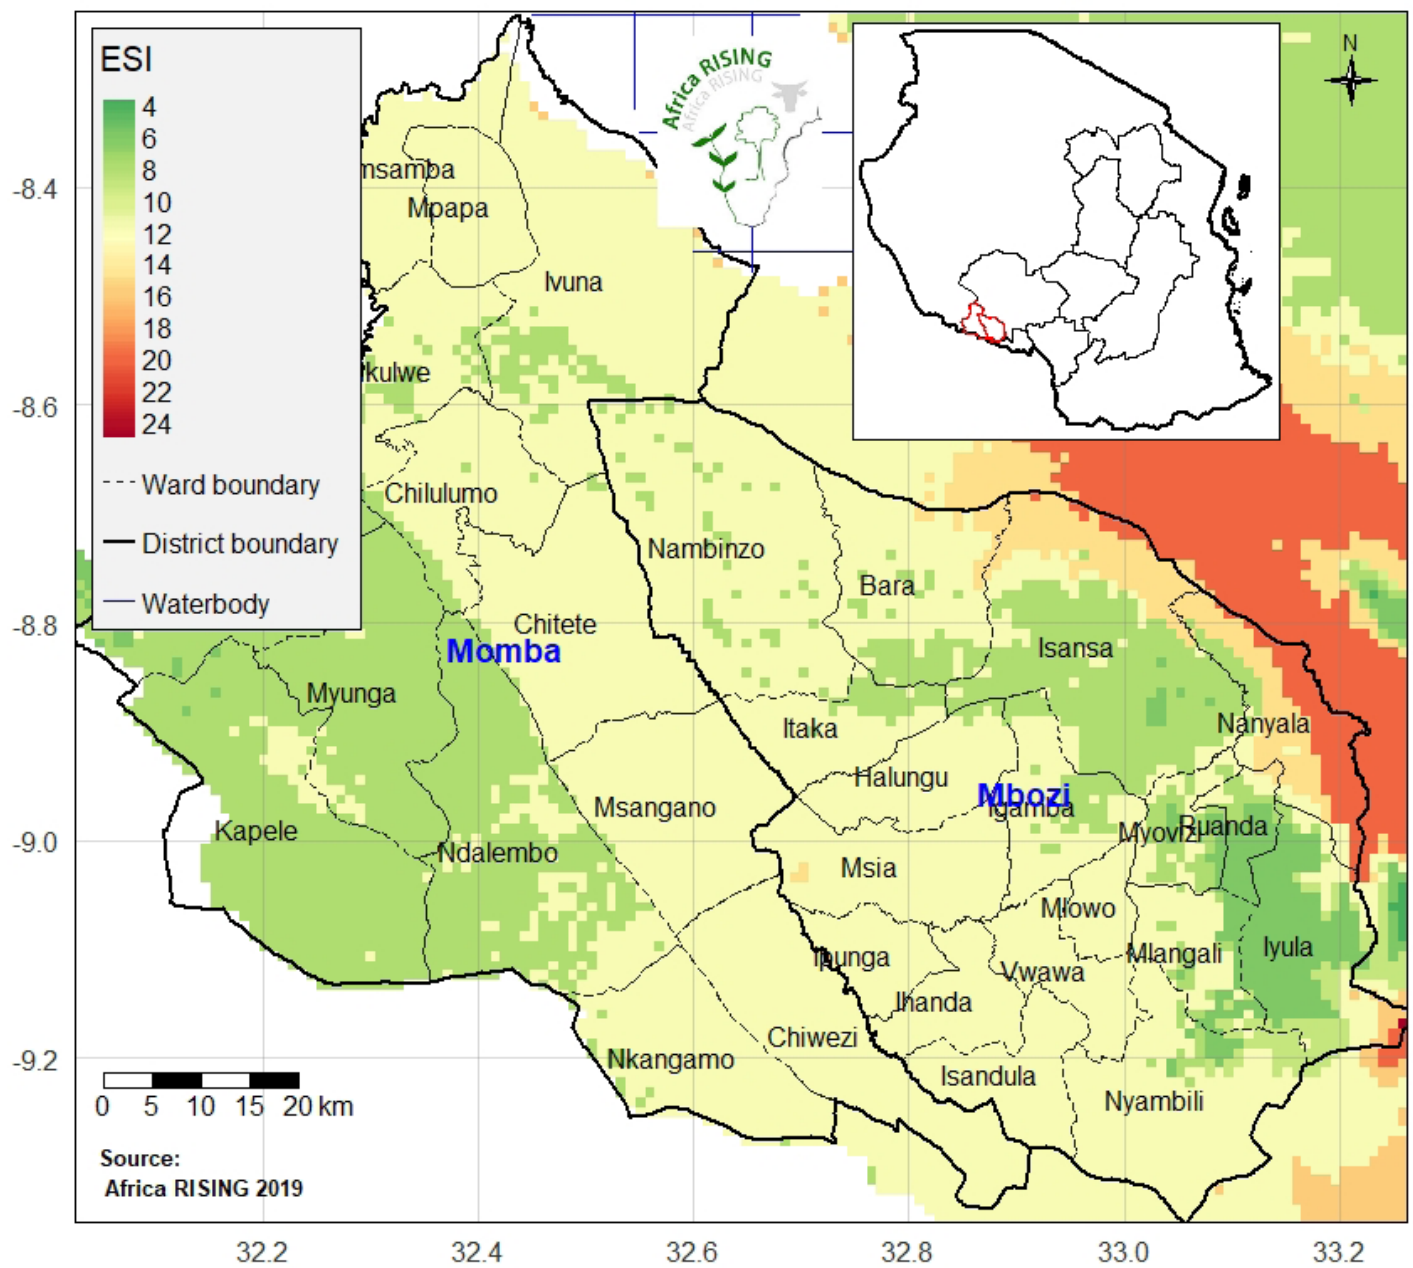 ESI
4
6
8
10
12
14
16
18
20
22
24
Ward boundary
District boundary
Waterbody
Africa RISING
Africa RISING
N
-8.4
-8.6
-8.8
-9.0
-9.2
msamba
Mpapa
Ivuna
kulwe
Chilulumo
Nambinzo
Bara
Chitete
Momba
Isansa
Myunga
Nanyala
Itaka
Halungu
Mbozi
Igamba
Msangano
Kapele
Myovizi
Ruanda
Ndalembo
Msia
Mlowo
Ipunga
Mlangali
Iyula
Vwawa
Ihanda
Chiwezi
Nkangamo
Isandula
Nyambili
0 5 10 15 20 km
Source:
Africa RISING 2019
32.2 32.4 32.6 32.8 33.0 33.2